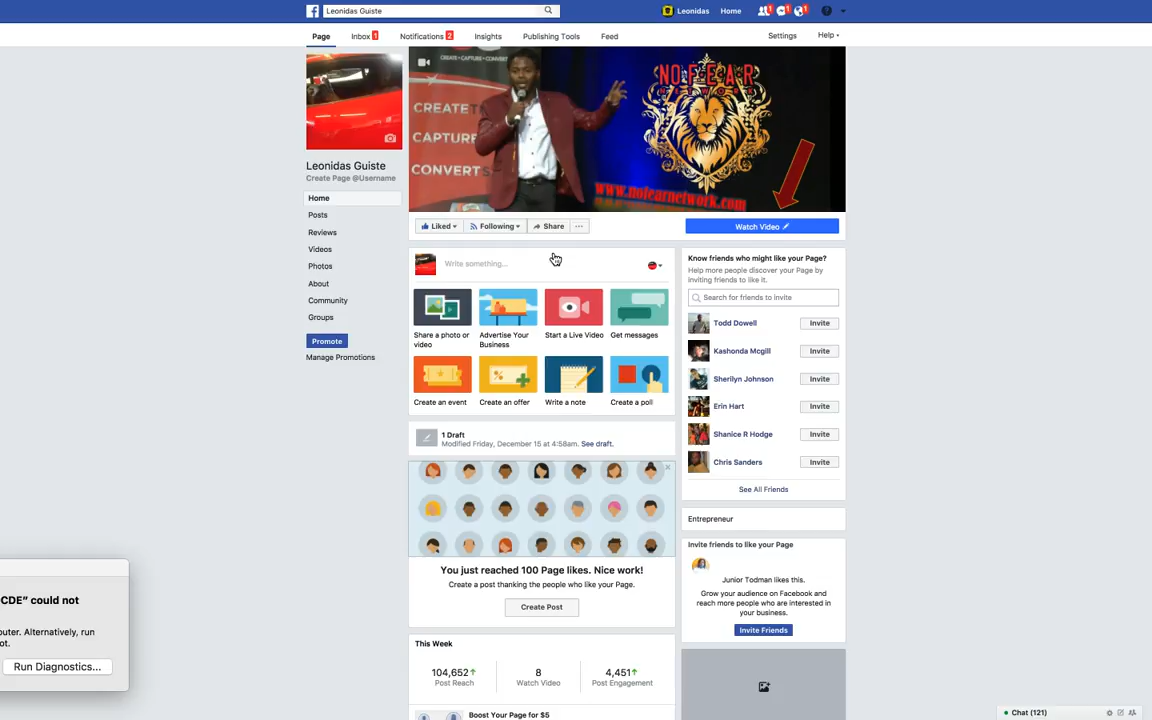 Leonidas Guiste
Leonidas Home
Page Inbox 1 Notifications 2 Insights Publishing Tools Feed Settings Help
CREATE • CAPTURE • CONVERT
CREATE
CAPTURE
CONVERTS
NO FEAR
NETWORK
www.nofearnetwork.com
Leonidas Guiste
Create Page @Username
Home
Posts
Reviews
Videos
Photos
About
Community
Groups
Promote
Manage Promotions
Liked Following Share ...
Watch Video
Write something...
Share a photo or
video
Advertise Your
Business
Start a Live Video
Get messages
Create an event
Create an offer
Write a note
Create a poll
1 Draft
Modified Friday, December 15 at 4:58am. See draft.
You just reached 100 Page likes. Nice work!
Create a post thanking the people who like your Page.
Create Post
This Week
104,652
Post Reach
8
Watch Video
4,451
Post Engagement
Boost Your Page for $5
Know friends who might like your Page?
Help more people discover your Page by
inviting friends to like it.
Search for friends to invite
Todd Dowell Invite
Kashonda Mcgill Invite
Sherilyn Johnson Invite
Erin Hart Invite
Shanice R Hodge Invite
Chris Sanders Invite
See All Friends
Entrepreneur
Invite friends to like your Page
Junior Todman likes this.
Grow your audience on Facebook and
reach more people who are interested in
your business.
Invite Friends
CDE” could not
puter. Alternatively, run
ot.
Run Diagnostics...
Chat (121)